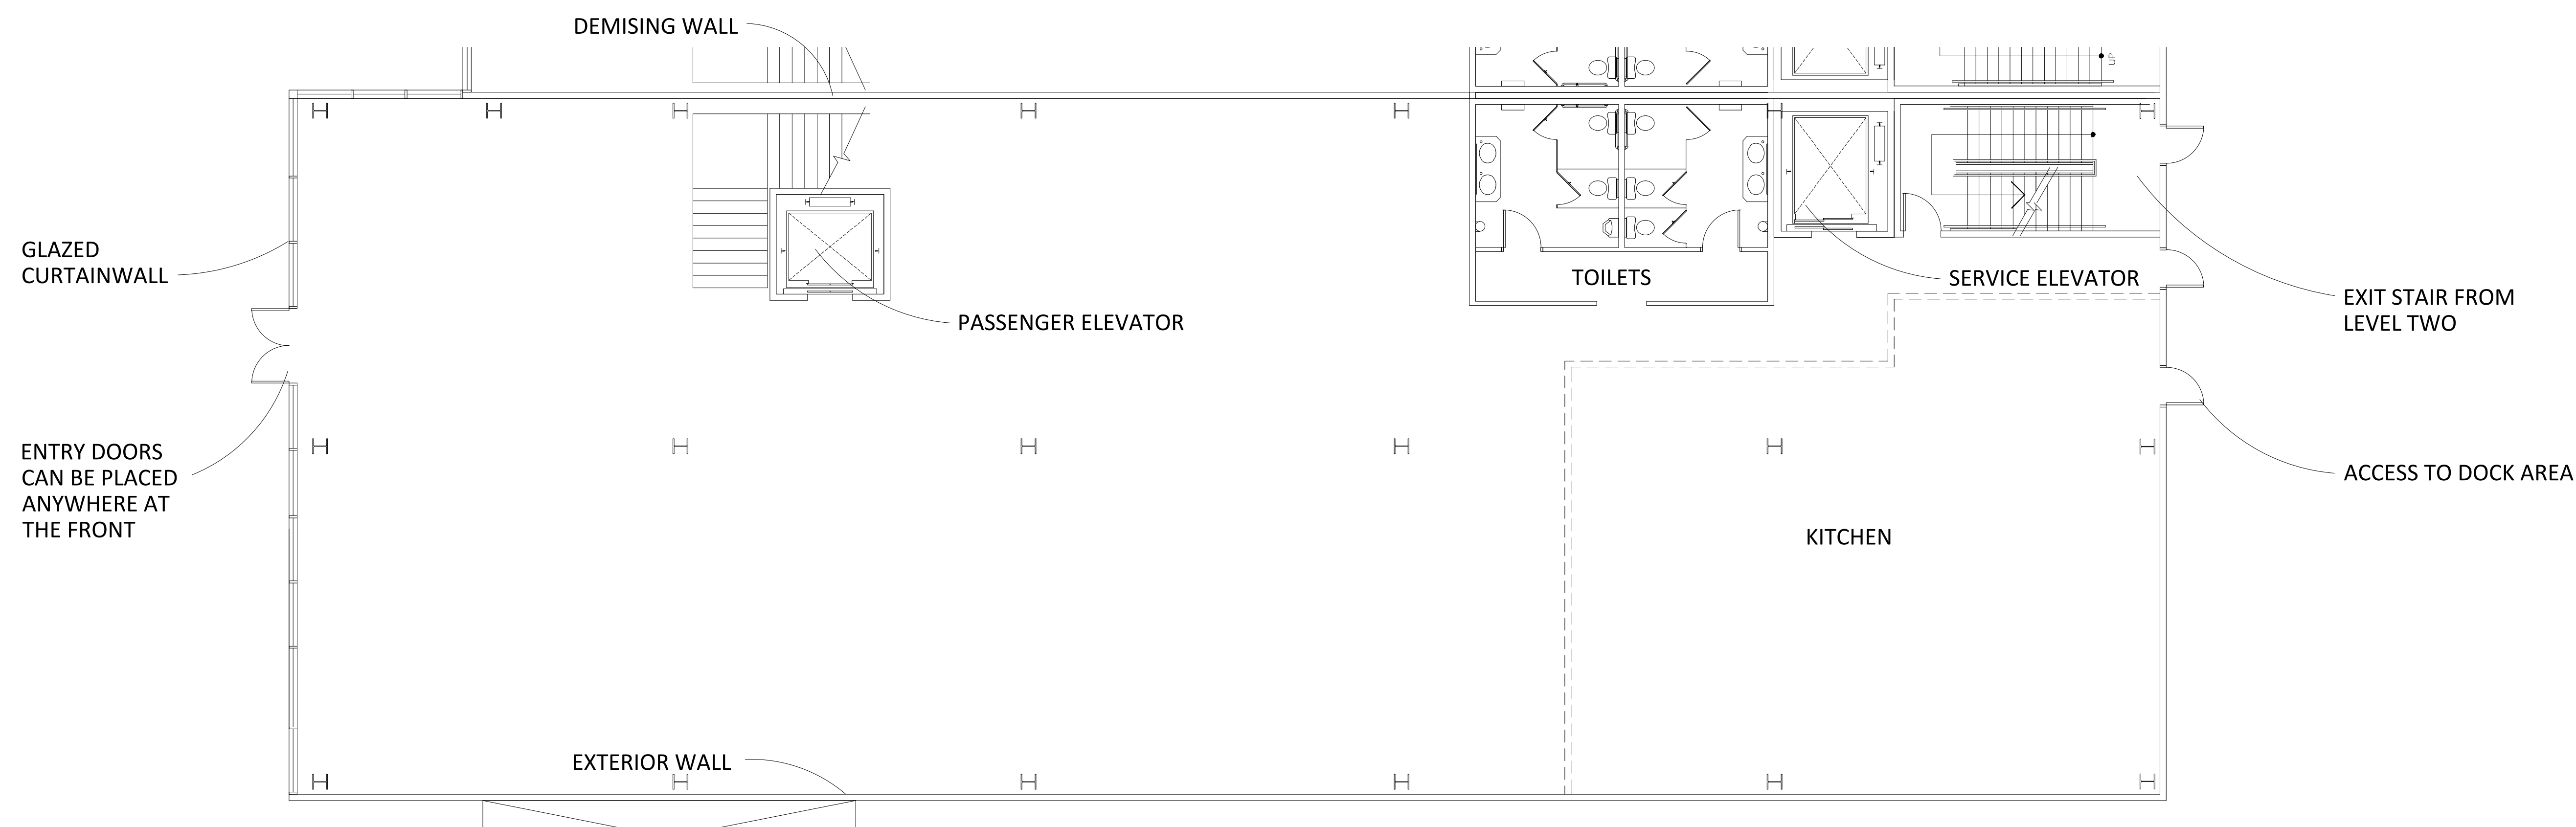 DEMISING WALL
UP
GLAZED
CURTAINWALL
TOILETS
SERVICE ELEVATOR
EXIT STAIR FROM
LEVEL TWO
PASSENGER ELEVATOR
ENTRY DOORS
CAN BE PLACED
ANYWHERE AT
THE FRONT
ACCESS TO DOCK AREA
KITCHEN
EXTERIOR WALL